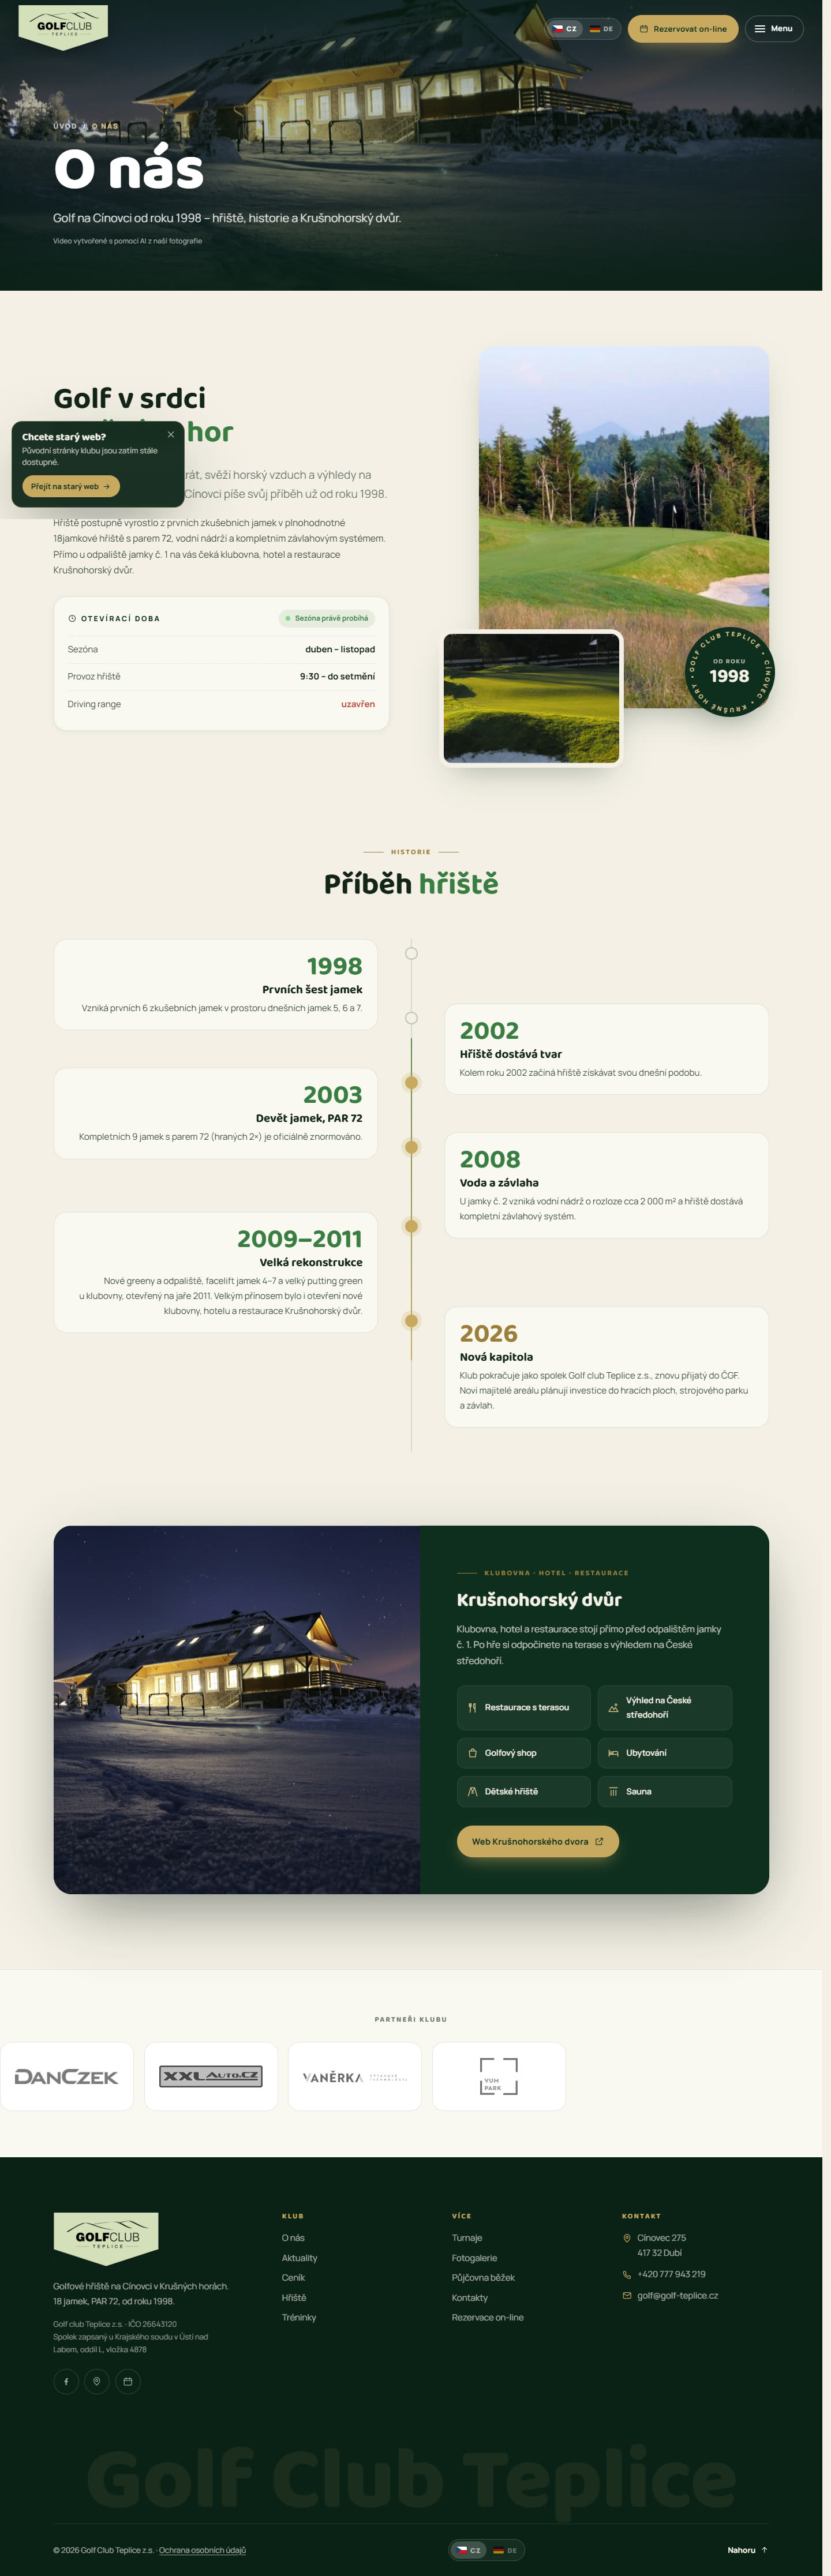 GOLFCLUB
TEPLICE
CZ
DE
Rezervovat on-line
Menu
ÚVOD / O NÁS
O nás
Golf na Cínovci od roku 1998 – hřiště, historie a Krušnohorský dvůr.
Video vytvořené s pomocí AI z naší fotografie
Golf v srdci
hor
Chcete starý web?
Původní stránky klubu jsou zatím stále
dostupné.
Přejít na starý web →
rát, svěží horský vzduch a výhledy na
Cínovci píše svůj příběh už od roku 1998.
Hřiště postupně vyrostlo z prvních zkušebních jamek v plnohodnotné
18jamkové hřiště s parem 72, vodní nádrží a kompletním závlahovým systémem.
Přímo u odpaliště jamky č. 1 na vás čeká klubovna, hotel a restaurace
Krušnohorský dvůr.
OTEVÍRACÍ DOBA
Sezóna právě probíhá
Sezóna duben – listopad
Provoz hřiště 9:30 – do setmění
Driving range uzavřen
GOLF CLUB TEPLICE • CÍNOVEC • KRUŠNÉ HORY •
OD ROKU
1998
HISTORIE
Příběh hřiště
1998
Prvních šest jamek
Vzniká prvních 6 zkušebních jamek v prostoru dnešních jamek 5, 6 a 7.
2002
Hřiště dostává tvar
Kolem roku 2002 začíná hřiště získávat svou dnešní podobu.
2003
Devět jamek, PAR 72
Kompletních 9 jamek s parem 72 (hraných 2×) je oficiálně znormováno.
2008
Voda a závlaha
U jamky č. 2 vzniká vodní nádrž o rozloze cca 2 000 m² a hřiště dostává
kompletní závlahový systém.
2009–2011
Velká rekonstrukce
Nové greeny a odpaliště, facelift jamek 4–7 a velký putting green
u klubovny, otevřený na jaře 2011. Velkým přínosem bylo i otevření nové
klubovny, hotelu a restaurace Krušnohorský dvůr.
2026
Nová kapitola
Klub pokračuje jako spolek Golf club Teplice z.s., znovu přijatý do ČGF.
Noví majitelé areálu plánují investice do hracích ploch, strojového parku
a závlah.
KLUBOVNA · HOTEL · RESTAURACE
Krušnohorský dvůr
Klubovna, hotel a restaurace stojí přímo před odpalištěm jamky
č. 1. Po hře si odpočinete na terase s výhledem na České
středohoří.
Restaurace s terasou
Výhled na České
středohoří
Golfový shop
Ubytování
Dětské hřiště
Sauna
Web Krušnohorského dvora
PARTNEŘI KLUBU
DANCZEK
XXL AUTO.CZ
VANĚRKA
VUM
PARK
GOLFCLUB
TEPLICE
Golfové hřiště na Cínovci v Krušných horách.
18 jamek, PAR 72, od roku 1998.
Golf club Teplice z.s. · IČO 26643120
Spolek zapsaný u Krajského soudu v Ústí nad
Labem, oddíl L, vložka 4878
KLUB
O nás
Aktuality
Ceník
Hřiště
Tréninky
VÍCE
Turnaje
Fotogalerie
Půjčovna běžek
Kontakty
Rezervace on-line
KONTAKT
Cínovec 275
417 32 Dubí
+420 777 943 219
golf@golf-teplice.cz
Golf Club Teplice
© 2026 Golf Club Teplice z.s. · Ochrana osobních údajů
CZ
DE
Nahoru ↑